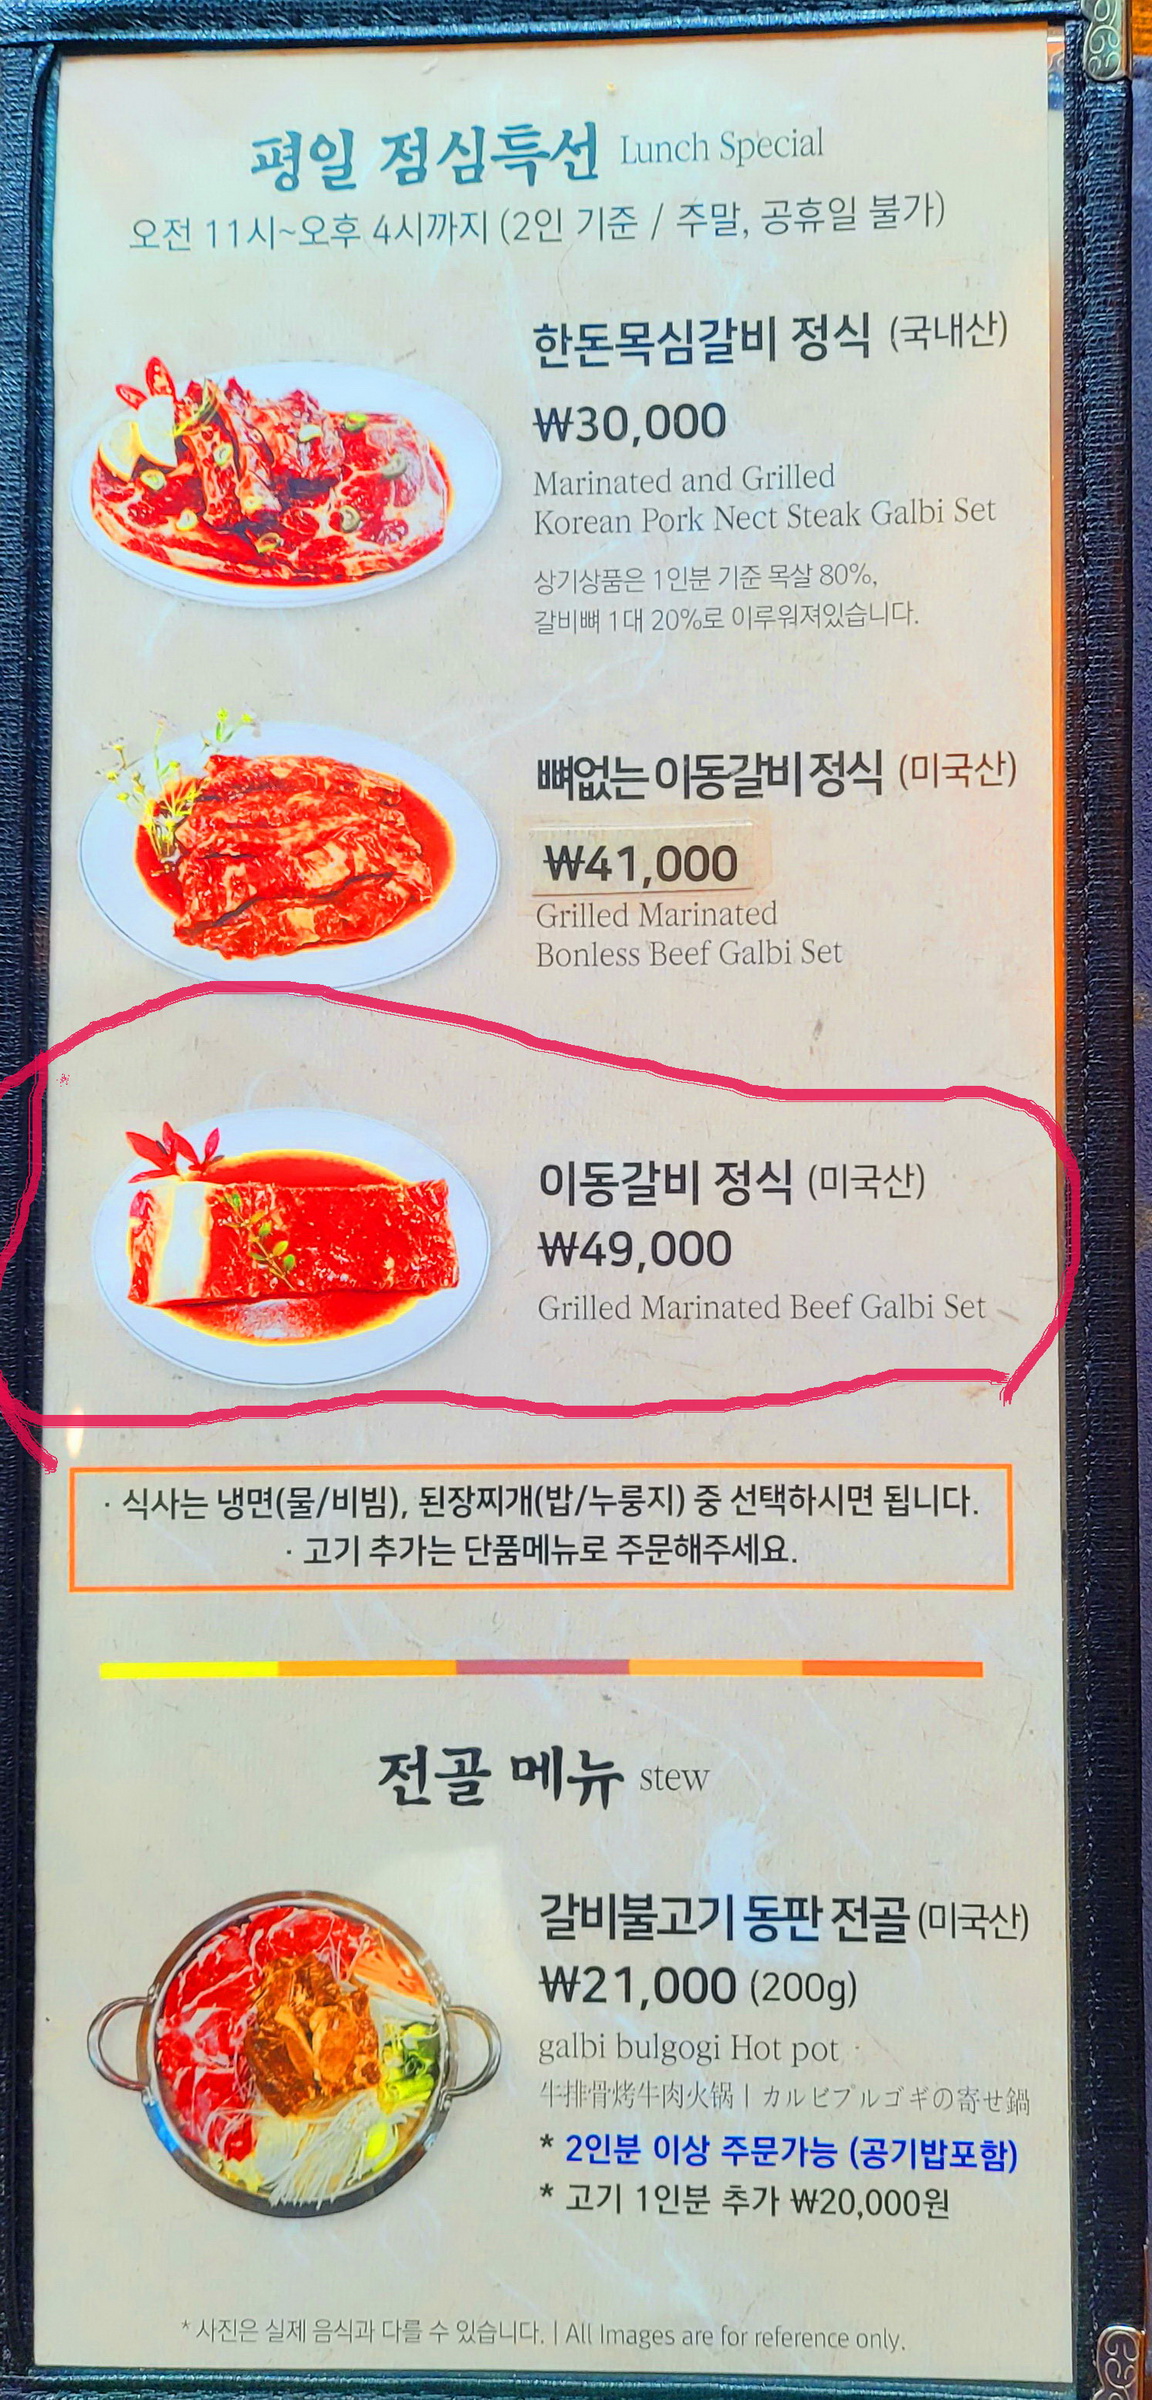 평일 점심특선 Lunch Special
오전 11시~오후 4시까지 (2인 기준 / 주말, 공휴일 불가)
한돈목심갈비 정식 (국내산)
₩30,000
Marinated and Grilled
Korean Pork Nect Steak Galbi Set
상기상품은 1인분 기준 목살 80%,
갈비뼈 1대 20%로 이루워져있습니다.
뼈없는 이동갈비 정식 (미국산)
₩41,000
Grilled Marinated
Bonless Beef Galbi Set
이동갈비 정식 (미국산)
₩49,000
Grilled Marinated Beef Galbi Set
· 식사는 냉면(물/비빔), 된장찌개(밥/누룽지) 중 선택하시면 됩니다.
· 고기 추가는 단품메뉴로 주문해주세요.
전골 메뉴 stew
갈비불고기 동판 전골 (미국산)
₩21,000 (200g)
galbi bulgogi Hot pot
牛排骨烤牛肉火锅 | カルビプルゴギの寄せ鍋
* 2인분 이상 주문가능 (공기밥포함)
* 고기 1인분 추가 ₩20,000원
* 사진은 실제 음식과 다를 수 있습니다. | All Images are for reference only.